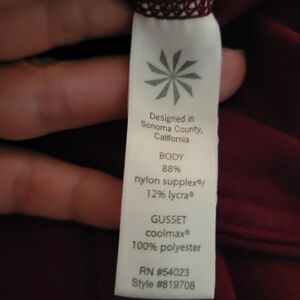 Designed in
Sonoma County,
California
BODY
88%
nylon supplex®/
12% lycra®
GUSSET
coolmax®
100% polyester
RN #54023
Style #819708